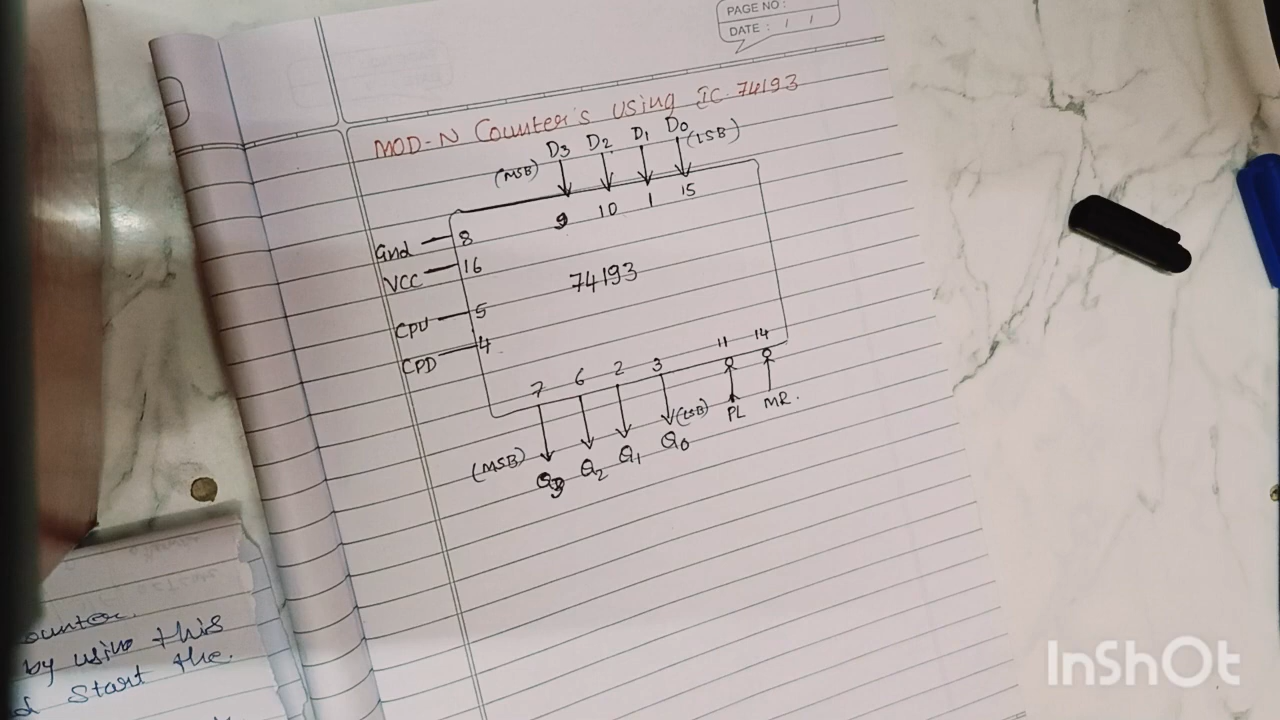 PAGE NO :
DATE : / /
MOD-N Counter's Using IC 74193
(MSB) D3 D2 D1 D0 (LSB)
9 10 1 15
Gnd 8
VCC 16
74193
CPU 5
CPD 4
7 6 2 3 11 14
(MSB) Q3 Q2 Q1 Q0 (LSB) PL MR.
ounter.
by using this
d start the.
InShOt